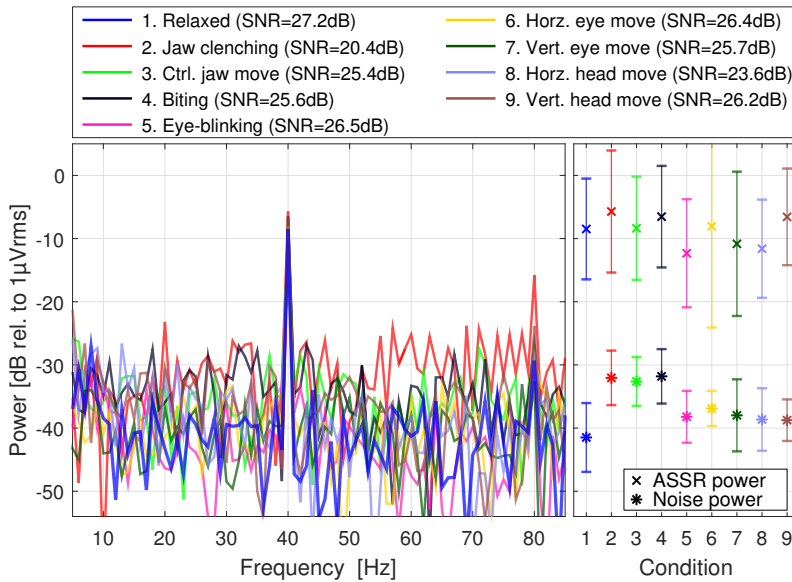 1. Relaxed (SNR=27.2dB)
2. Jaw clenching (SNR=20.4dB)
3. Ctrl. jaw move (SNR=25.4dB)
4. Biting (SNR=25.6dB)
5. Eye-blinking (SNR=26.5dB)
6. Horz. eye move (SNR=26.4dB)
7. Vert. eye move (SNR=25.7dB)
8. Horz. head move (SNR=23.6dB)
9. Vert. head move (SNR=26.2dB)
Power [dB rel. to 1μVrms]
0
-10
-20
-30
-40
-50
10 20 30 40 50 60 70 80
Frequency [Hz]
ASSR power
Noise power
1 2 3 4 5 6 7 8 9
Condition